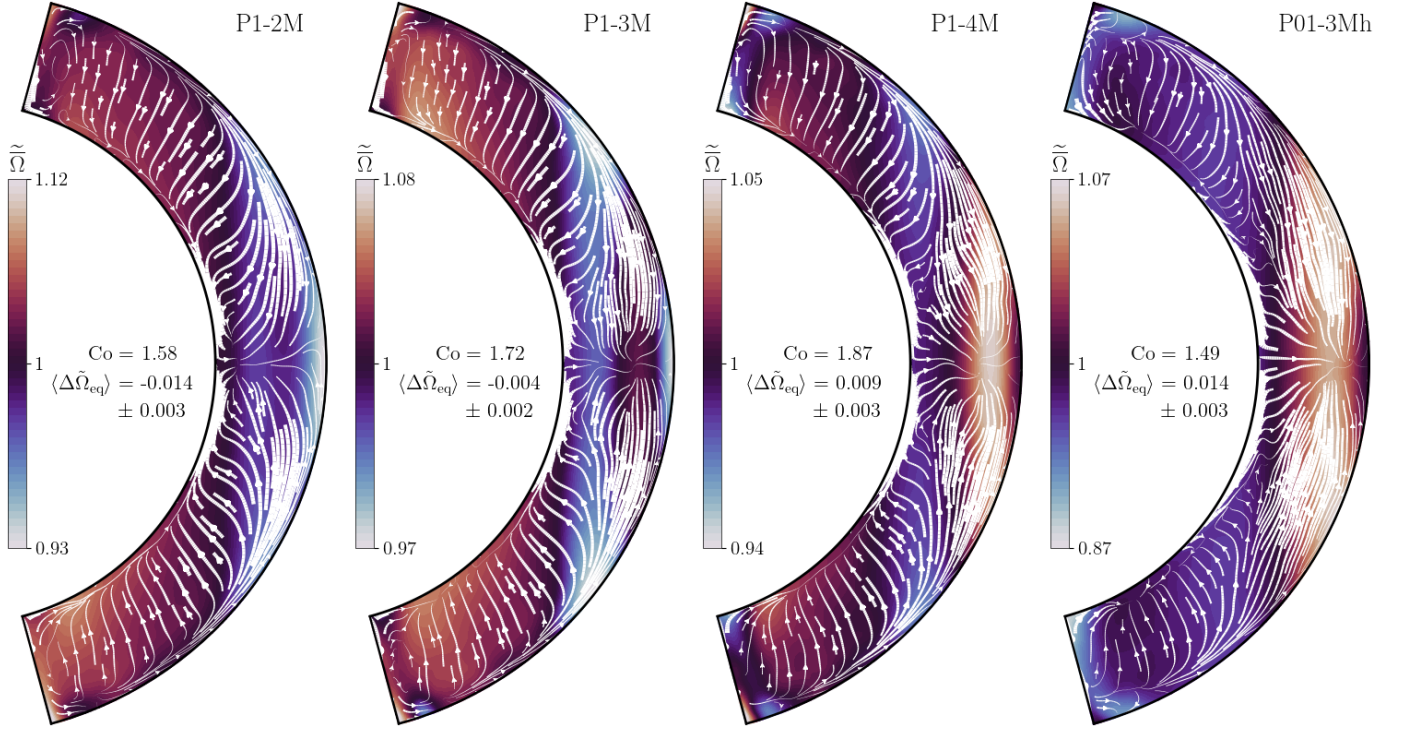 P1-2M
Ω̃̅
1.12
1
0.93
Co = 1.58
⟨ΔΩ̃eq⟩ = -0.014
± 0.003
P1-3M
Ω̃̅
1.08
1
0.97
Co = 1.72
⟨ΔΩ̃eq⟩ = -0.004
± 0.002
P1-4M
Ω̃̅
1.05
1
0.94
Co = 1.87
⟨ΔΩ̃eq⟩ = 0.009
± 0.003
P01-3Mh
Ω̃̅
1.07
1
0.87
Co = 1.49
⟨ΔΩ̃eq⟩ = 0.014
± 0.003